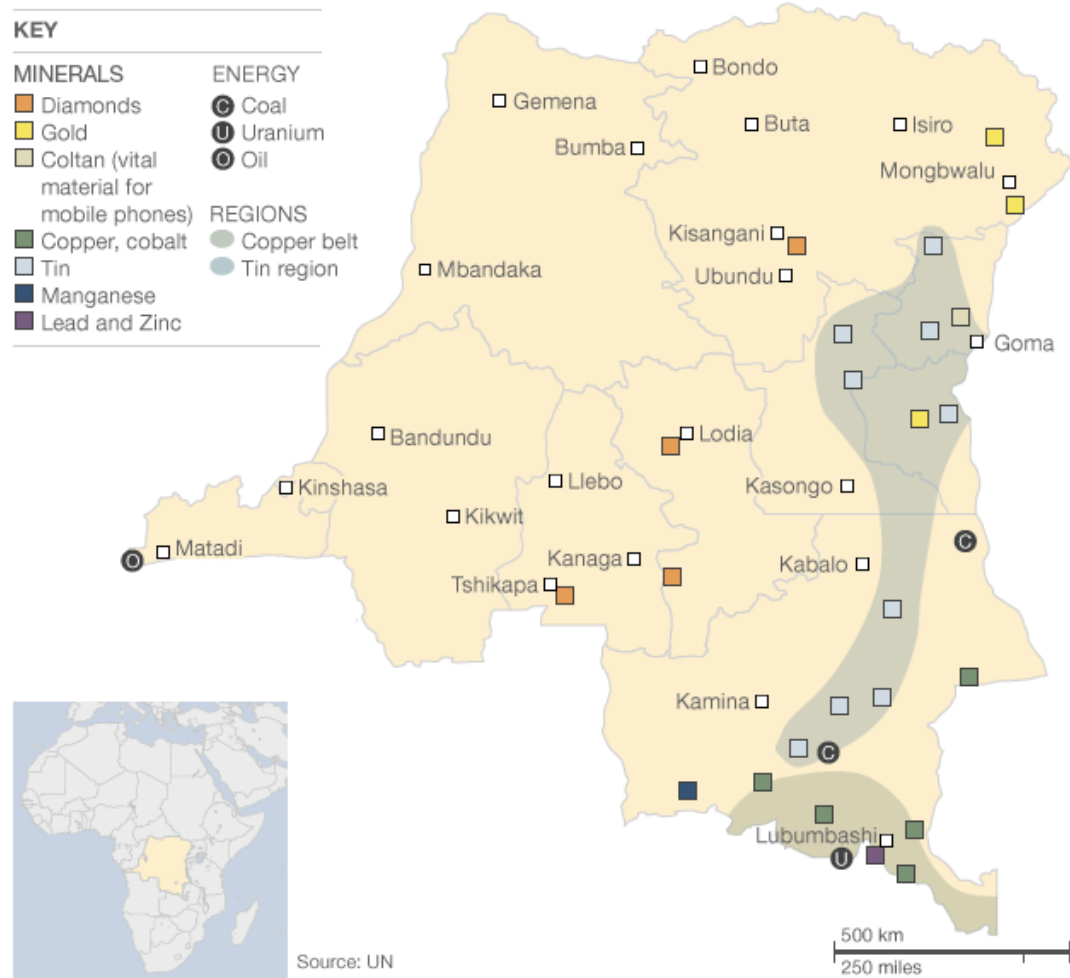 KEY
MINERALS
Diamonds
Gold
Coltan (vital
material for
mobile phones)
Copper, cobalt
Tin
Manganese
Lead and Zinc
ENERGY
C Coal
U Uranium
O Oil
REGIONS
Copper belt
Tin region
Bondo
Gemena
Buta
Isiro
Bumba
Mongbwalu
Kisangani
Ubundu
Mbandaka
Goma
Bandundu
Lodia
Llebo
Kinshasa
Kasongo
Kikwit
O
Matadi
C
Kanaga
Kabalo
Tshikapa
Kamina
C
Lubumbashi
U
500 km
250 miles
Source: UN